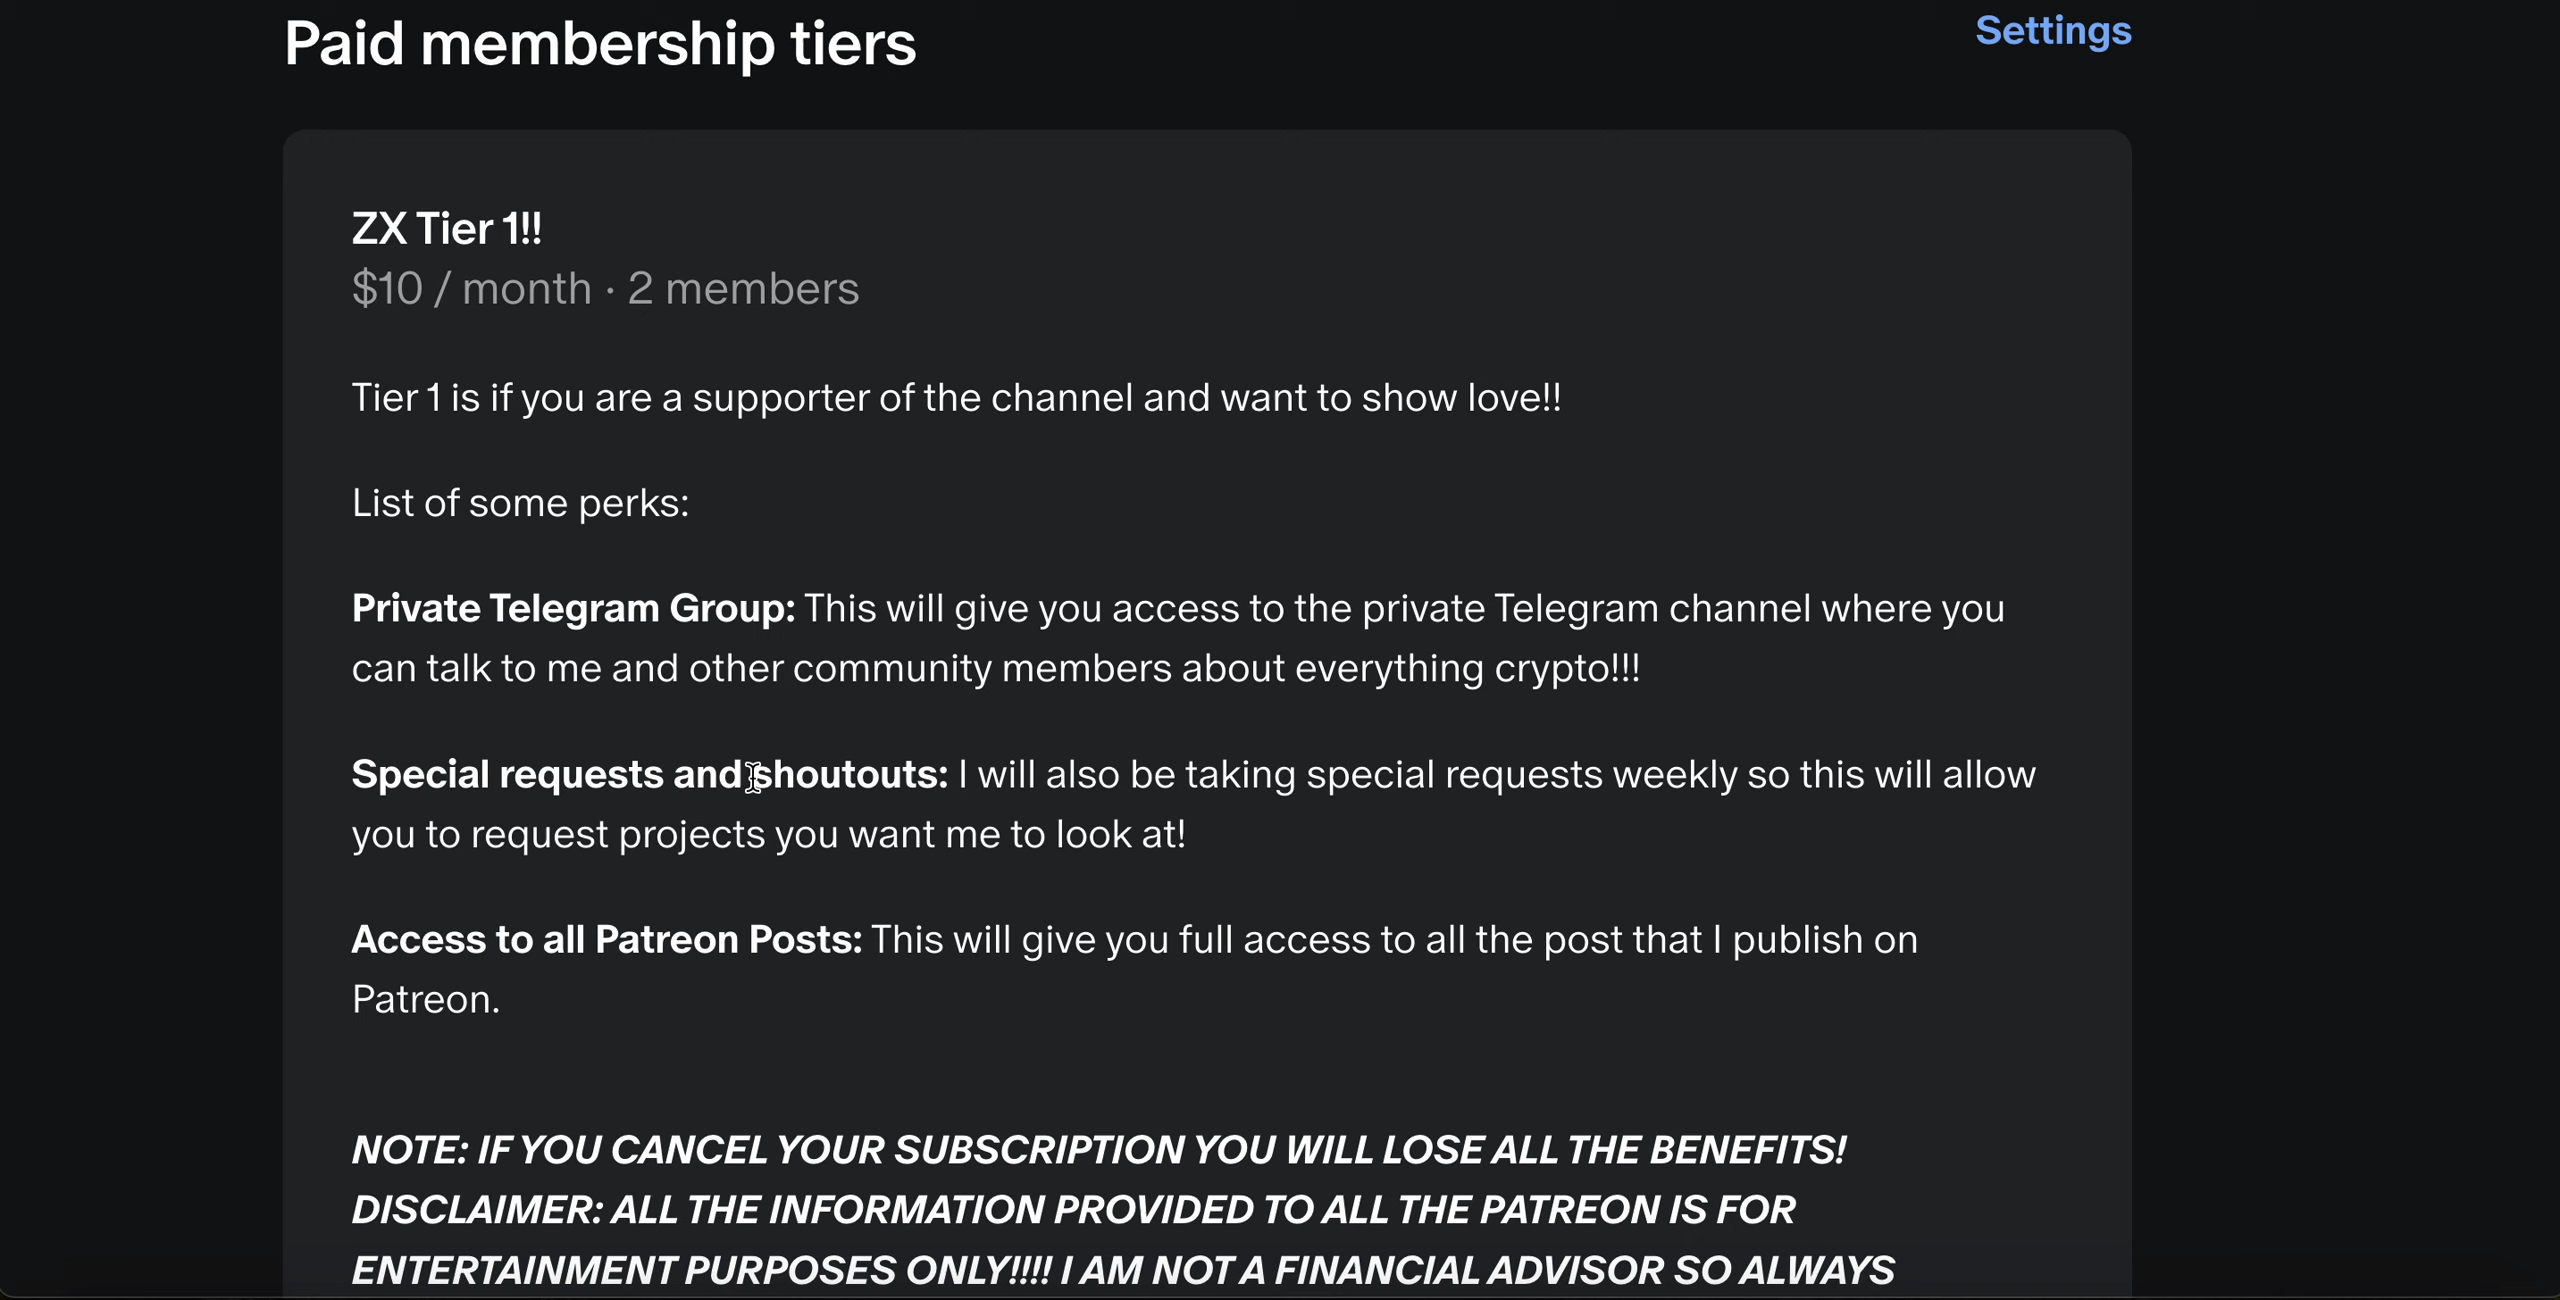 Paid membership tiers
Settings
ZX Tier 1!!
$10 / month · 2 members
Tier 1 is if you are a supporter of the channel and want to show love!!
List of some perks:
Private Telegram Group: This will give you access to the private Telegram channel where you
can talk to me and other community members about everything crypto!!!
Special requests and shoutouts: I will also be taking special requests weekly so this will allow
you to request projects you want me to look at!
Access to all Patreon Posts: This will give you full access to all the post that I publish on
Patreon.
NOTE: IF YOU CANCEL YOUR SUBSCRIPTION YOU WILL LOSE ALL THE BENEFITS!
DISCLAIMER: ALL THE INFORMATION PROVIDED TO ALL THE PATREON IS FOR
ENTERTAINMENT PURPOSES ONLY!!!! I AM NOT A FINANCIAL ADVISOR SO ALWAYS